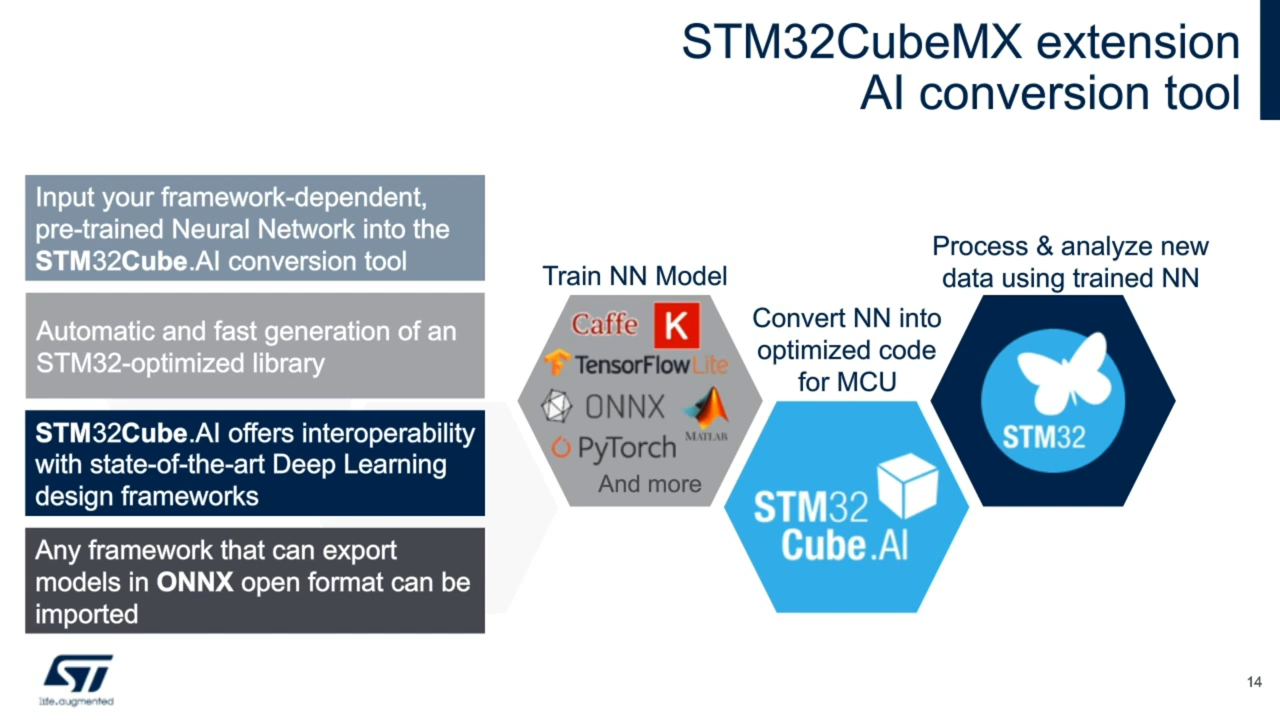 STM32CubeMX extension
AI conversion tool
Input your framework-dependent,
pre-trained Neural Network into the
STM32Cube.AI conversion tool
Automatic and fast generation of an
STM32-optimized library
STM32Cube.AI offers interoperability
with state-of-the-art Deep Learning
design frameworks
Any framework that can export
models in ONNX open format can be
imported
Train NN Model
Caffe
K
TensorFlow Lite
ONNX
MATLAB
PyTorch
And more
Convert NN into
optimized code
for MCU
STM32
Cube.AI
Process & analyze new
data using trained NN
STM32
ST
life.augmented
14